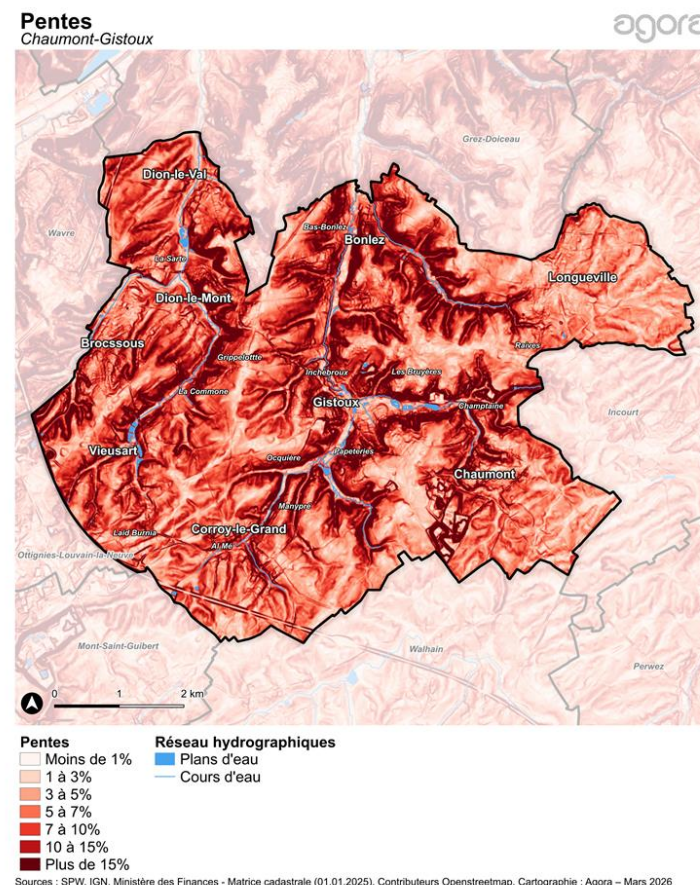 Pentes
Chaumont-Gistoux
agora
Grez-Doiceau
Dion-le-Val
Wavre
Bas-Bonlez
Bonlez
La-Sarte
Longueville
Dion-le-Mont
Brocssous
Raives
Grippelotte
Inchebroux
Les Bruyères
La Commone
Gistoux
Champtaine
Incourt
Vieusart
Ocquière
Papeteries
Chaumont
Manypré
Laid Burnia
Corroy-le-Grand
Al Mé
Ottignies-Louvain-la-Neuve
Mont-Saint-Guibert
Walhain
Perwez
0 1 2 km
Pentes
Moins de 1%
1 à 3%
3 à 5%
5 à 7%
7 à 10%
10 à 15%
Plus de 15%
Réseau hydrographiques
Plans d'eau
Cours d'eau
Sources : SPW, IGN, Ministère des Finances - Matrice cadastrale (01.01.2025), Contributeurs Openstreetmap. Cartographie : Agora – Mars 2026